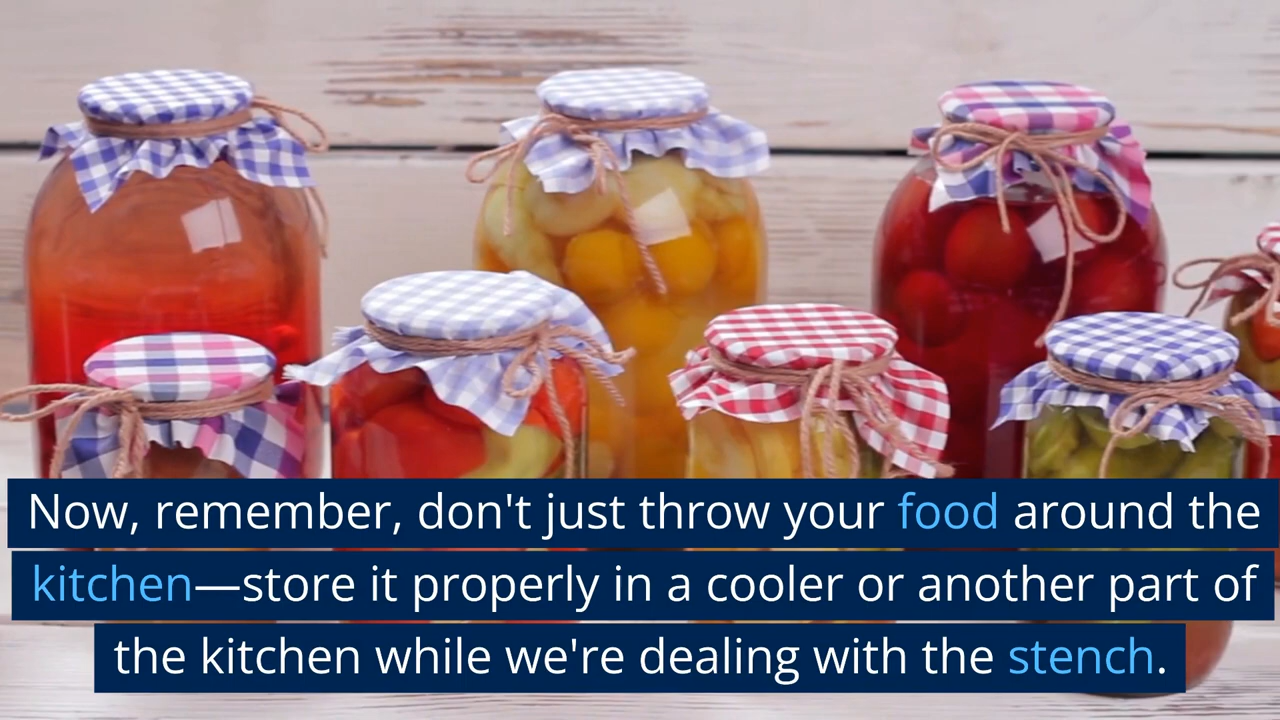 Now, remember, don't just throw your food around the
kitchen—store it properly in a cooler or another part of
the kitchen while we're dealing with the stench.